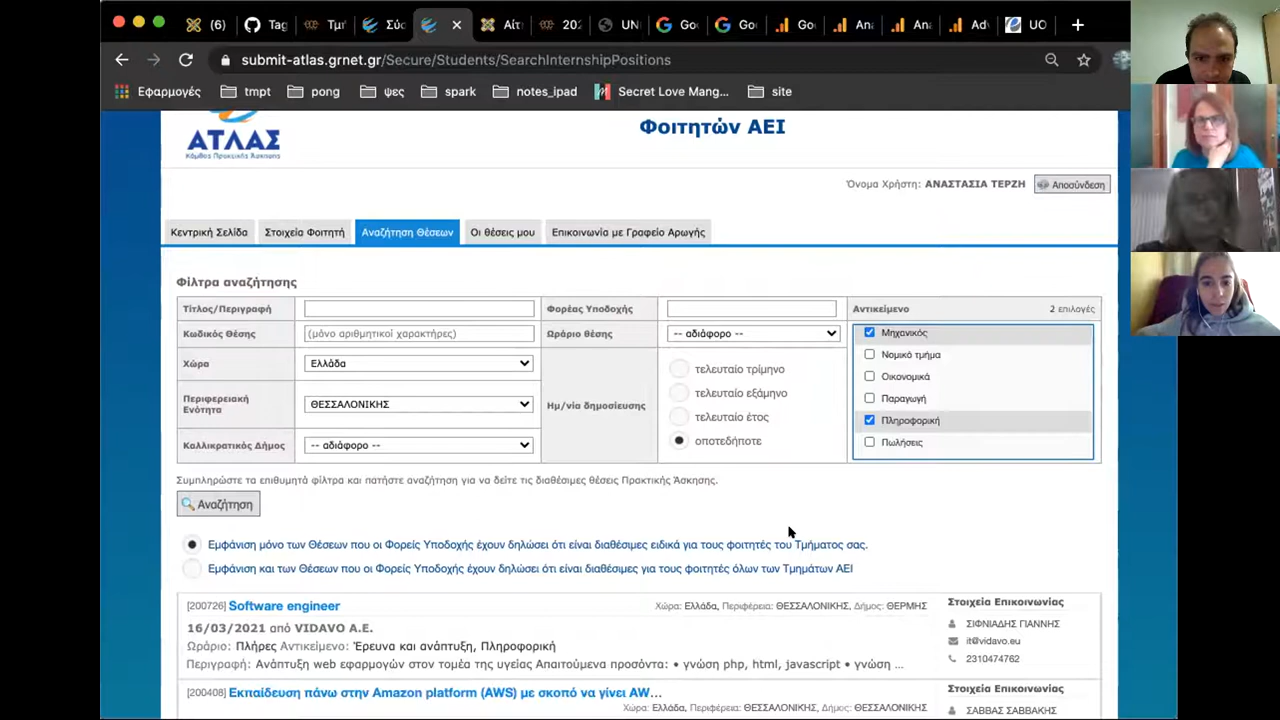 (6) Tag Τμή Σύσ Αίτ 202 UN Goo Goo Go Ana Ana Adv UO
submit-atlas.grnet.gr/Secure/Students/SearchInternshipPositions
Εφαρμογές tmpt pong ψες spark notes_ipad Secret Love Mang... site
ΑΤΛΑΣ
Κόμβος Πρακτικής Άσκησης
Φοιτητών ΑΕΙ
Όνομα Χρήστη: ΑΝΑΣΤΑΣΙΑ ΤΕΡΖΗ Αποσύνδεση
Κεντρική Σελίδα Στοιχεία Φοιτητή Αναζήτηση Θέσεων Οι θέσεις μου Επικοινωνία με Γραφείο Αρωγής
Φίλτρα αναζήτησης
Τίτλος/Περιγραφή Φορέας Υποδοχής Αντικείμενο 2 επιλογές
Κωδικός Θέσης (μόνο αριθμητικοί χαρακτήρες) Ωράριο θέσης -- αδιάφορο -- Μηχανικός
Νομικό τμήμα
Χώρα Ελλάδα τελευταίο τρίμηνο
Οικονομικά
τελευταίο εξάμηνο
Περιφερειακή Ενότητα ΘΕΣΣΑΛΟΝΙΚΗΣ Ημ/νία δημοσίευσης Παραγωγή
τελευταίο έτος Πληροφορική
Καλλικρατικός Δήμος -- αδιάφορο -- οποτεδήποτε Πωλήσεις
Συμπληρώστε τα επιθυμητά φίλτρα και πατήστε αναζήτηση για να δείτε τις διαθέσιμες θέσεις Πρακτικής Άσκησης.
Αναζήτηση
Εμφάνιση μόνο των Θέσεων που οι Φορείς Υποδοχής έχουν δηλώσει ότι είναι διαθέσιμες ειδικά για τους φοιτητές του Τμήματος σας.
Εμφάνιση και των Θέσεων που οι Φορείς Υποδοχής έχουν δηλώσει ότι είναι διαθέσιμες για τους φοιτητές όλων των Τμημάτων ΑΕΙ
[200726] Software engineer Χώρα: Ελλάδα, Περιφέρεια: ΘΕΣΣΑΛΟΝΙΚΗΣ, Δήμος: ΘΕΡΜΗΣ Στοιχεία Επικοινωνίας
16/03/2021 από VIDAVO A.E. ΣΙΦΝΙΑΔΗΣ ΓΙΑΝΝΗΣ
Ωράριο: Πλήρες Αντικείμενο: Έρευνα και ανάπτυξη, Πληροφορική it@vidavo.eu
Περιγραφή: Ανάπτυξη web εφαρμογών στον τομέα της υγείας Απαιτούμενα προσόντα: • γνώση php, html, javascript • γνώση ... 2310474762
[200408] Εκπαίδευση πάνω στην Amazon platform (AWS) με σκοπό να γίνει AW... Στοιχεία Επικοινωνίας
Χώρα: Ελλάδα, Περιφέρεια: ΘΕΣΣΑΛΟΝΙΚΗΣ, Δήμος: ΘΕΣΣΑΛΟΝΙΚΗΣ ΣΑΒΒΑΣ ΣΑΒΒΑΚΗΣ